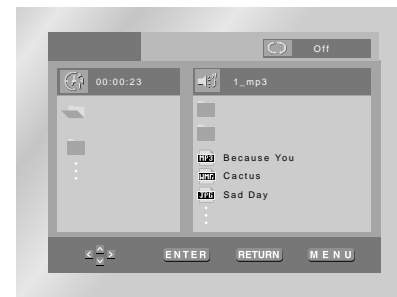 Off
00:00:23
1_mp3
MP3 Because You
WMA Cactus
JPG Sad Day
ENTER RETURN MENU